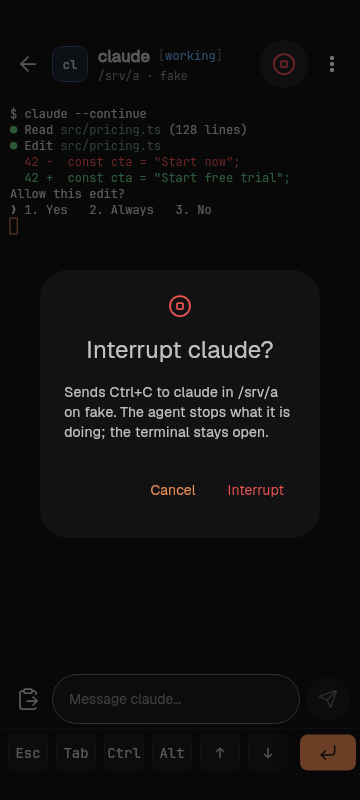 cl
claude [working]
/srv/a · fake
$ claude --continue
● Read src/pricing.ts (128 lines)
● Edit src/pricing.ts
42 -  const cta = "Start now";
42 +  const cta = "Start free trial";
Allow this edit?
❯ 1. Yes   2. Always   3. No
Interrupt claude?
Sends Ctrl+C to claude in /srv/a
on fake. The agent stops what it is
doing; the terminal stays open.
Cancel   Interrupt
Message claude…
Esc Tab Ctrl Alt ↑ ↓